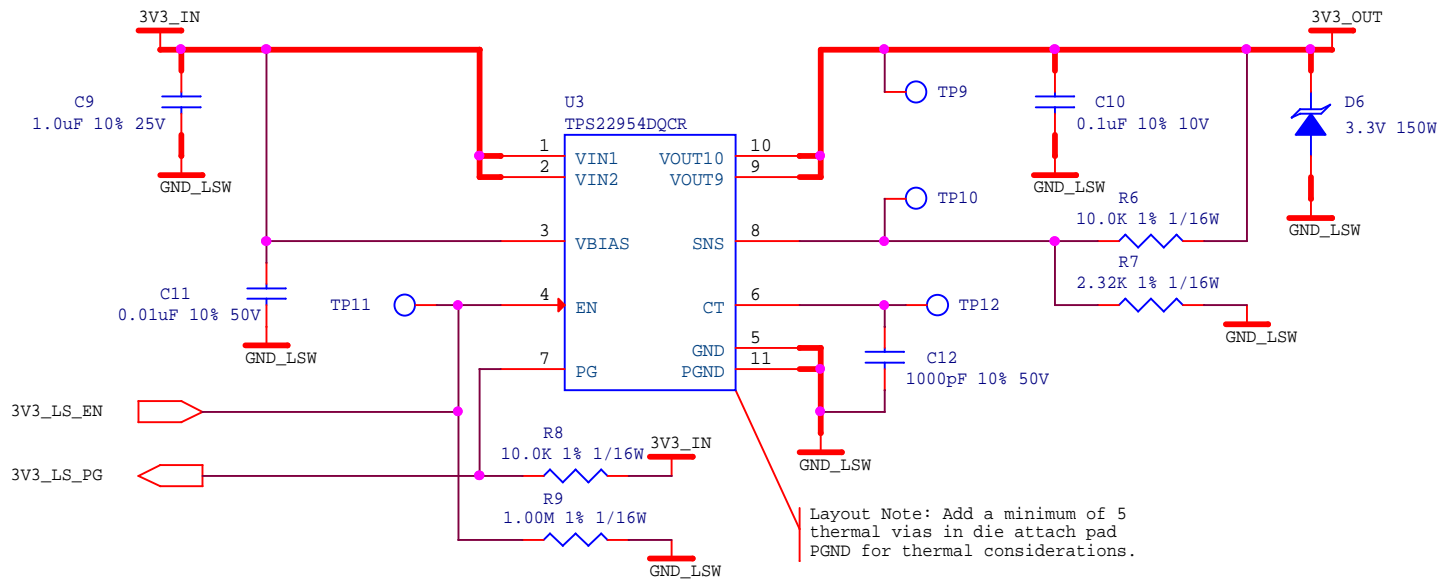 3V3_IN
3V3_OUT
C9
1.0uF 10% 25V
GND_LSW
U3
TPS22954DQCR
TP9
C10
0.1uF 10% 10V
GND_LSW
D6
3.3V 150W
GND_LSW
1
VIN1
VOUT10
10
2
VIN2
VOUT9
9
TP10
R6
10.0K 1% 1/16W
3
VBIAS
SNS
8
R7
2.32K 1% 1/16W
GND_LSW
C11
0.01uF 10% 50V
GND_LSW
TP11
4
EN
CT
6
TP12
GND
5
7
PG
PGND
11
C12
1000pF 10% 50V
GND_LSW
3V3_LS_EN
3V3_LS_PG
R8
10.0K 1% 1/16W
3V3_IN
R9
1.00M 1% 1/16W
GND_LSW
Layout Note: Add a minimum of 5
thermal vias in die attach pad
PGND for thermal considerations.